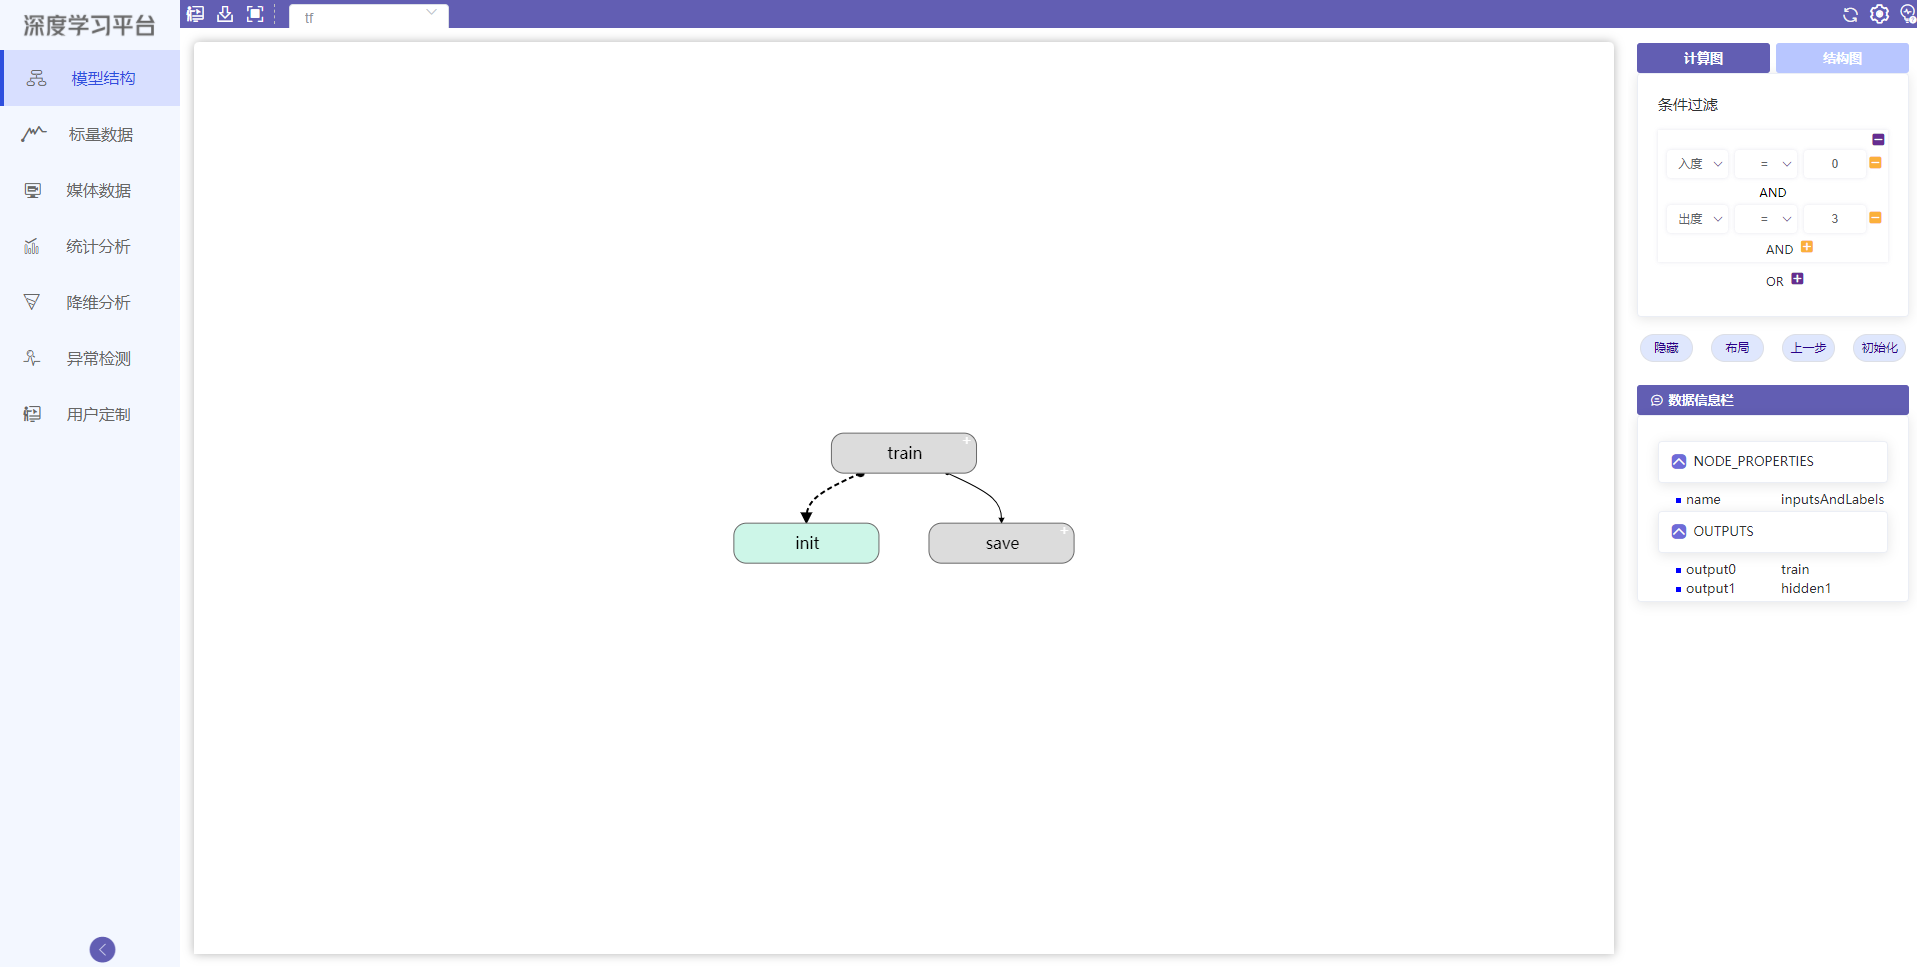 深度学习平台
tf
模型结构
标量数据
媒体数据
统计分析
降维分析
异常检测
用户定制
train
init
save
计算图 结构图
条件过滤
入度 = 0
AND
出度 = 3
AND
OR
隐藏 布局 上一步 初始化
数据信息栏
NODE_PROPERTIES
name inputsAndLabels
OUTPUTS
output0 train
output1 hidden1